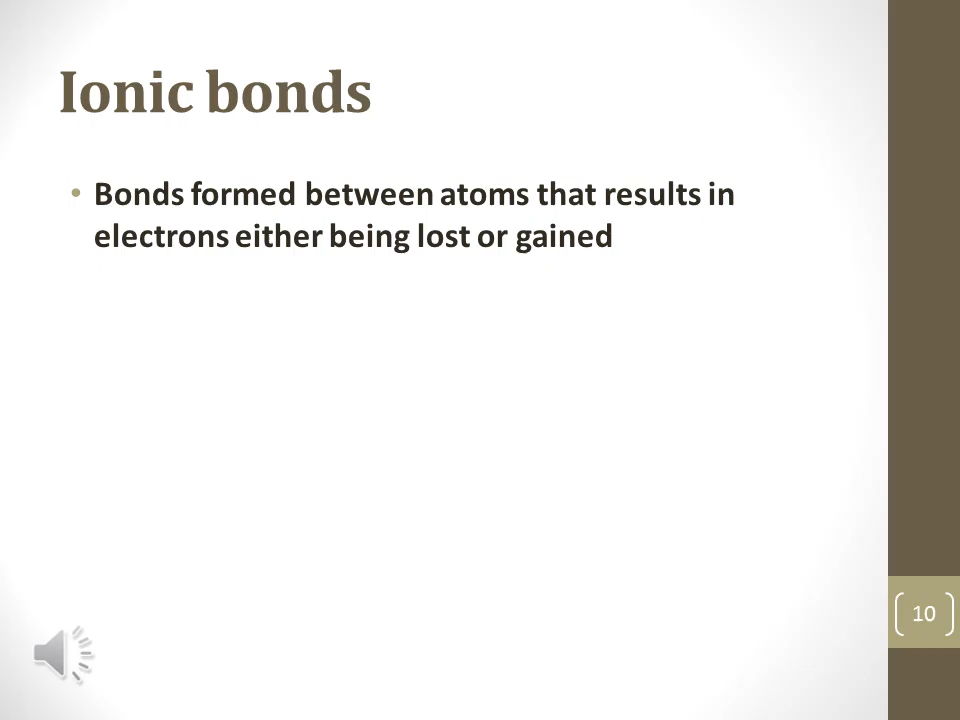 Ionic bonds
• Bonds formed between atoms that results in
electrons either being lost or gained
10